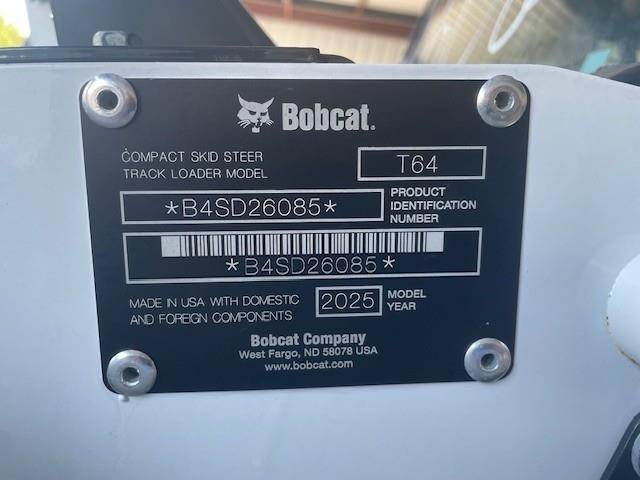 Bobcat.
COMPACT SKID STEER
TRACK LOADER MODEL
T64
*B4SD26085*
PRODUCT
IDENTIFICATION
NUMBER
*B4SD26085*
MADE IN USA WITH DOMESTIC
AND FOREIGN COMPONENTS
2025
MODEL
YEAR
Bobcat Company
West Fargo, ND 58078 USA
www.bobcat.com